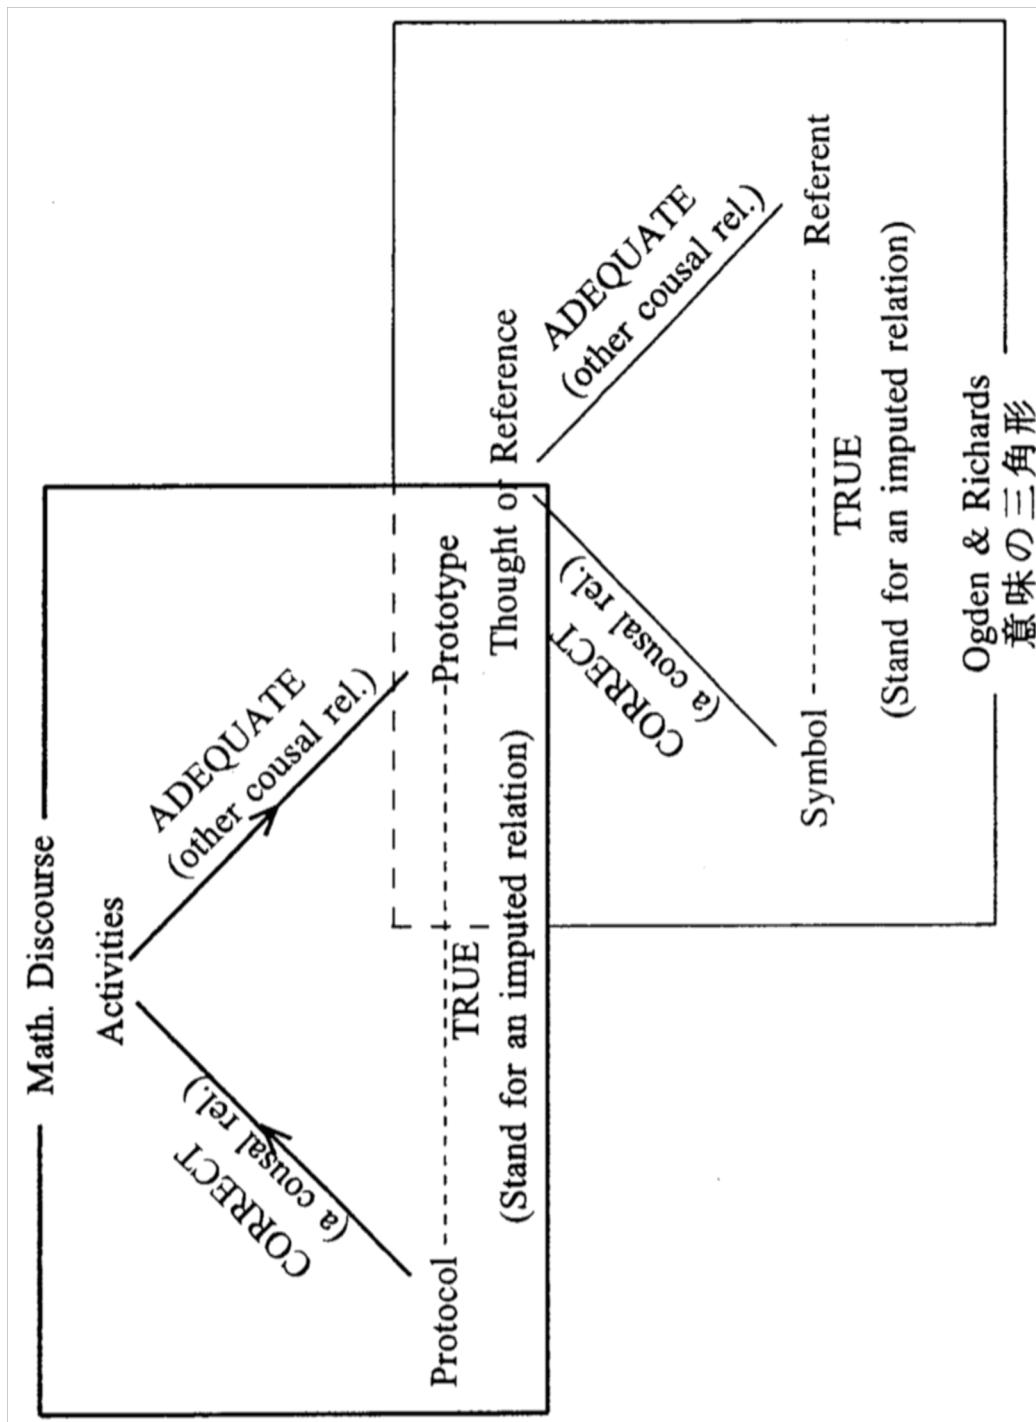 Math. Discourse
Activities
CORRECT
(a cousal rel.)
ADEQUATE
(other cousal rel.)
Protocol
Prototype
TRUE
(Stand for an imputed relation)
Thought or Reference
CORRECT
(a cousal rel.)
ADEQUATE
(other cousal rel.)
Symbol
Referent
TRUE
(Stand for an imputed relation)
Ogden & Richards
意味の三角形